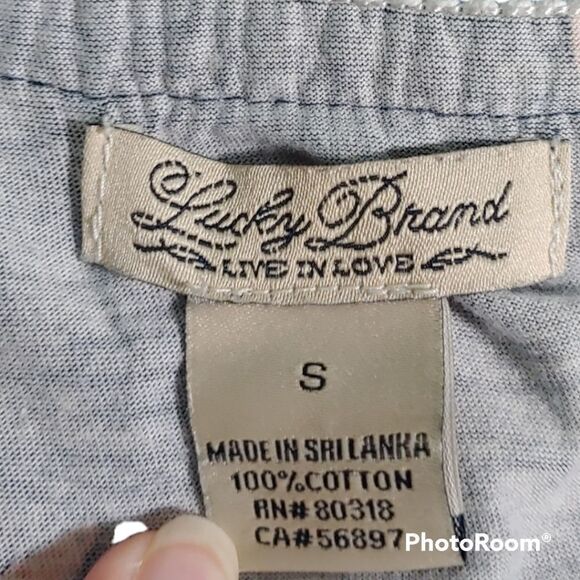 Lucky Brand
LIVE IN LOVE
S
MADE IN SRI LANKA
100% COTTON
RN# 80318
CA#56897
PhotoRoom®